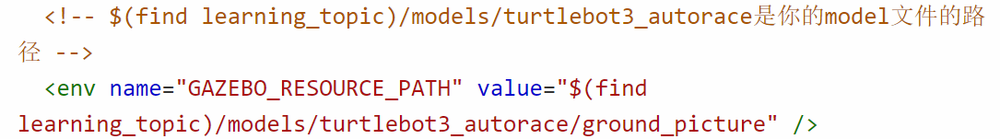 <!-- $(find learning_topic)/models/turtlebot3_autorace是你的model文件的路
径 -->
<env name="GAZEBO_RESOURCE_PATH" value="$(find
learning_topic)/models/turtlebot3_autorace/ground_picture" />